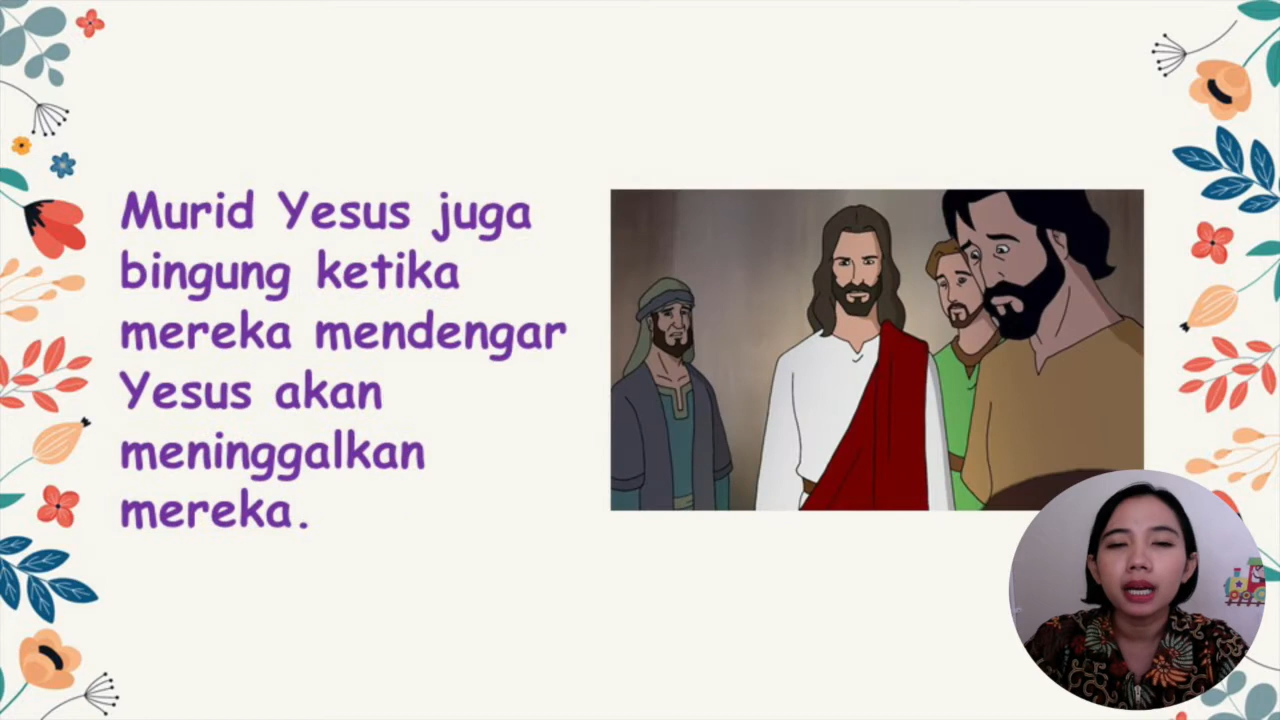 Murid Yesus juga
bingung ketika
mereka mendengar
Yesus akan
meninggalkan
mereka.